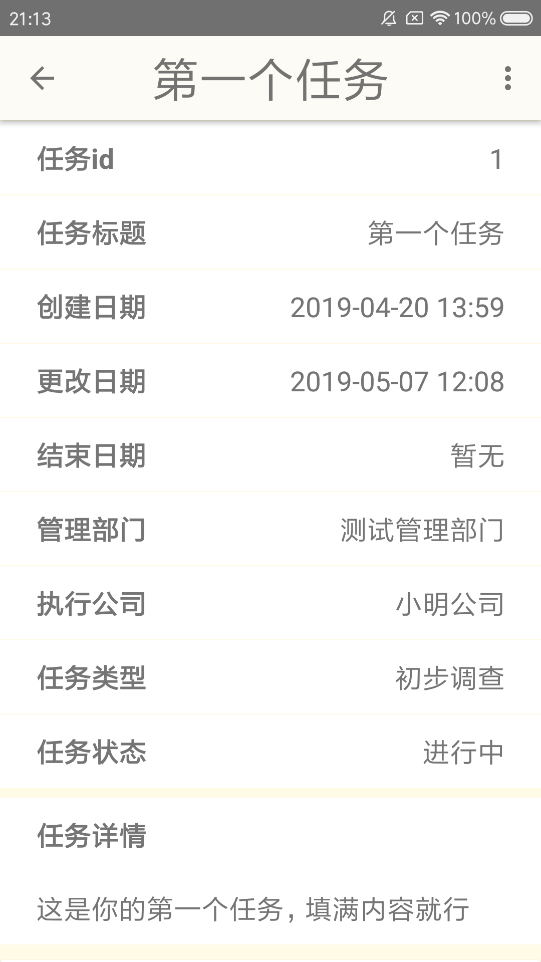 21:13 100%
第一个任务
任务id 1
任务标题 第一个任务
创建日期 2019-04-20 13:59
更改日期 2019-05-07 12:08
结束日期 暂无
管理部门 测试管理部门
执行公司 小明公司
任务类型 初步调查
任务状态 进行中
任务详情
这是你的第一个任务，填满内容就行